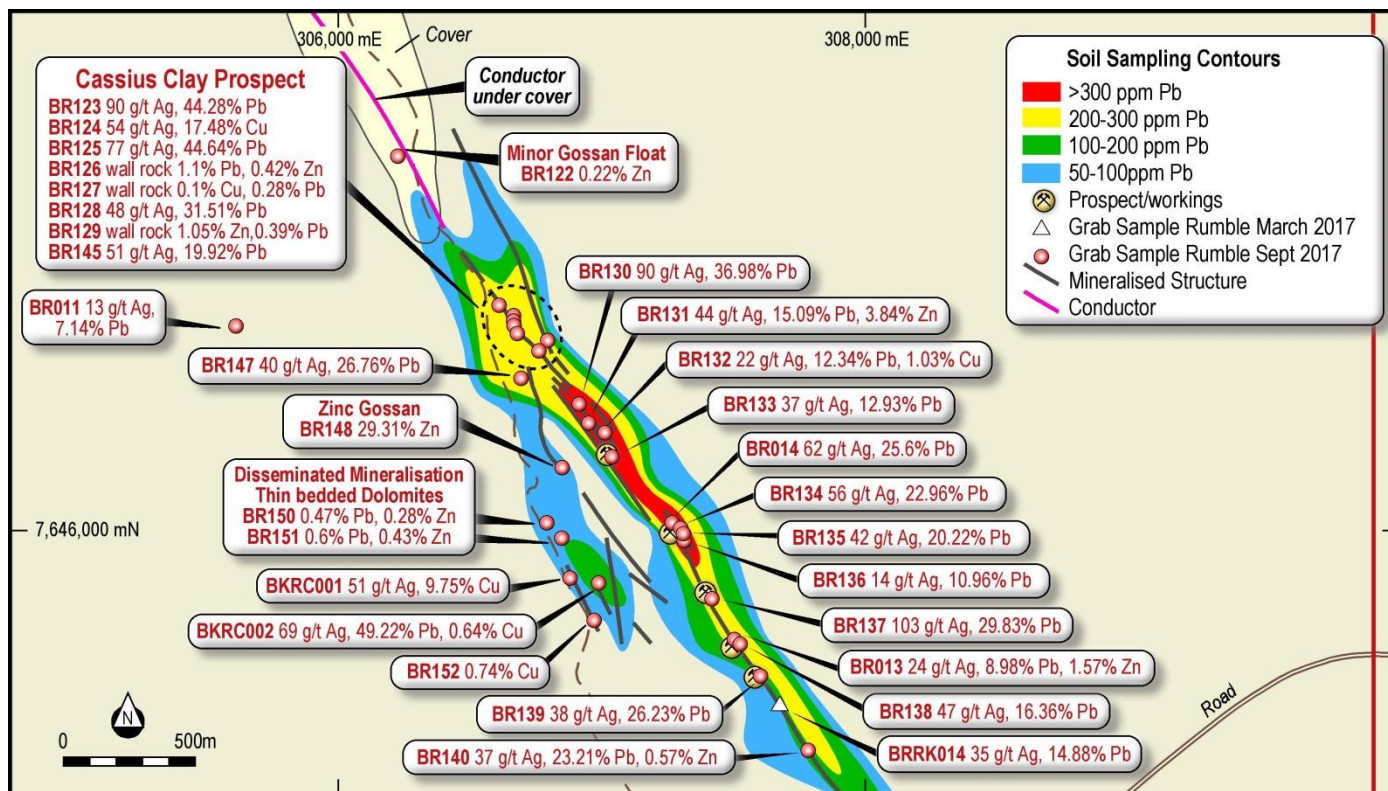 306,000 mE
308,000 mE
Cover
Cassius Clay Prospect
BR123 90 g/t Ag, 44.28% Pb
BR124 54 g/t Ag, 17.48% Cu
BR125 77 g/t Ag, 44.64% Pb
BR126 wall rock 1.1% Pb, 0.42% Zn
BR127 wall rock 0.1% Cu, 0.28% Pb
BR128 48 g/t Ag, 31.51% Pb
BR129 wall rock 1.05% Zn,0.39% Pb
BR145 51 g/t Ag, 19.92% Pb
Conductor
under cover
Minor Gossan Float
BR122 0.22% Zn
Soil Sampling Contours
>300 ppm Pb
200-300 ppm Pb
100-200 ppm Pb
50-100ppm Pb
Prospect/workings
Grab Sample Rumble March 2017
Grab Sample Rumble Sept 2017
Mineralised Structure
Conductor
BR011 13 g/t Ag,
7.14% Pb
BR147 40 g/t Ag, 26.76% Pb
Zinc Gossan
BR148 29.31% Zn
Disseminated Mineralisation
Thin bedded Dolomites
BR150 0.47% Pb, 0.28% Zn
BR151 0.6% Pb, 0.43% Zn
7,646,000 mN
BKRC001 51 g/t Ag, 9.75% Cu
BKRC002 69 g/t Ag, 49.22% Pb, 0.64% Cu
BR152 0.74% Cu
BR139 38 g/t Ag, 26.23% Pb
BR140 37 g/t Ag, 23.21% Pb, 0.57% Zn
BR130 90 g/t Ag, 36.98% Pb
BR131 44 g/t Ag, 15.09% Pb, 3.84% Zn
BR132 22 g/t Ag, 12.34% Pb, 1.03% Cu
BR133 37 g/t Ag, 12.93% Pb
BR014 62 g/t Ag, 25.6% Pb
BR134 56 g/t Ag, 22.96% Pb
BR135 42 g/t Ag, 20.22% Pb
BR136 14 g/t Ag, 10.96% Pb
BR137 103 g/t Ag, 29.83% Pb
BR013 24 g/t Ag, 8.98% Pb, 1.57% Zn
BR138 47 g/t Ag, 16.36% Pb
BRRK014 35 g/t Ag, 14.88% Pb
Road
N
0 500m